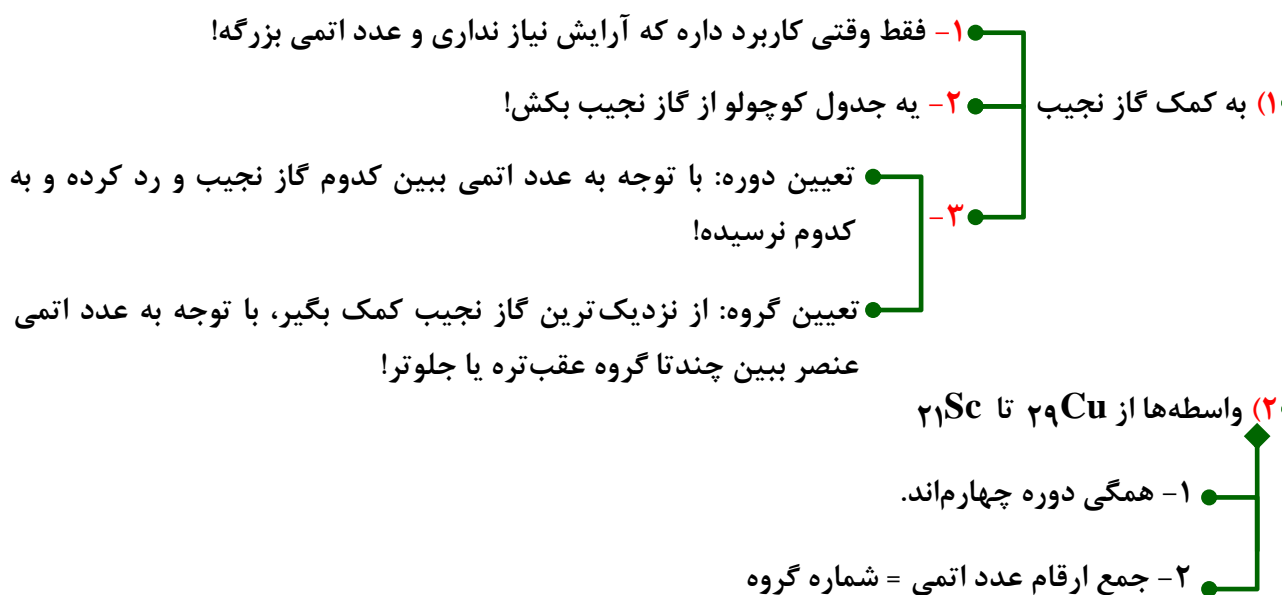 ۱- فقط وقتی کاربرد داره که آرایش نیاز نداری و عدد اتمی بزرگه!
۱) به کمک گاز نجیب
۲- یه جدول کوچولو از گاز نجیب بکش!
۳-
تعیین دوره: با توجه به عدد اتمی ببین کدوم گاز نجیب و رد کرده و به
کدوم نرسیده!
تعیین گروه: از نزدیک‌ترین گاز نجیب کمک بگیر، با توجه به عدد اتمی
عنصر ببین چندتا گروه عقب‌تره یا جلوتر!
۲) واسطه‌ها از ₂₉Cu تا ₂₁Sc
۱- همگی دوره چهارم‌اند.
۲- جمع ارقام عدد اتمی = شماره گروه